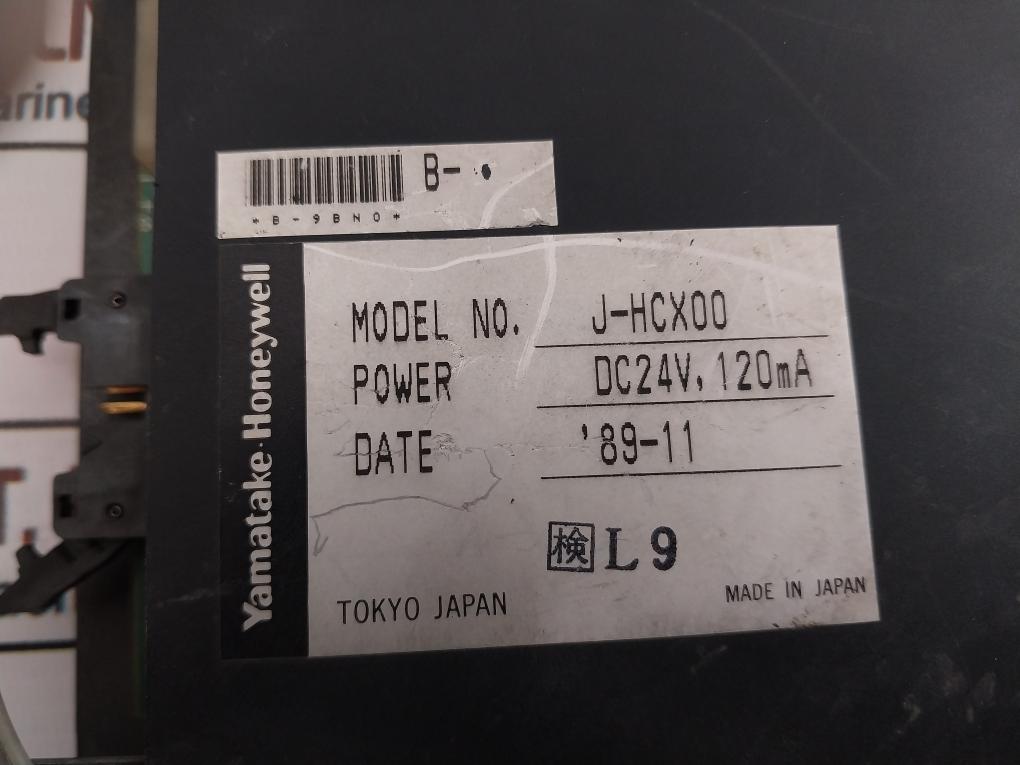 B-
*B-9BN0*
Yamatake-Honeywell
MODEL NO. J-HCX00
POWER DC24V, 120mA
DATE '89-11
検 L9
TOKYO JAPAN
MADE IN JAPAN